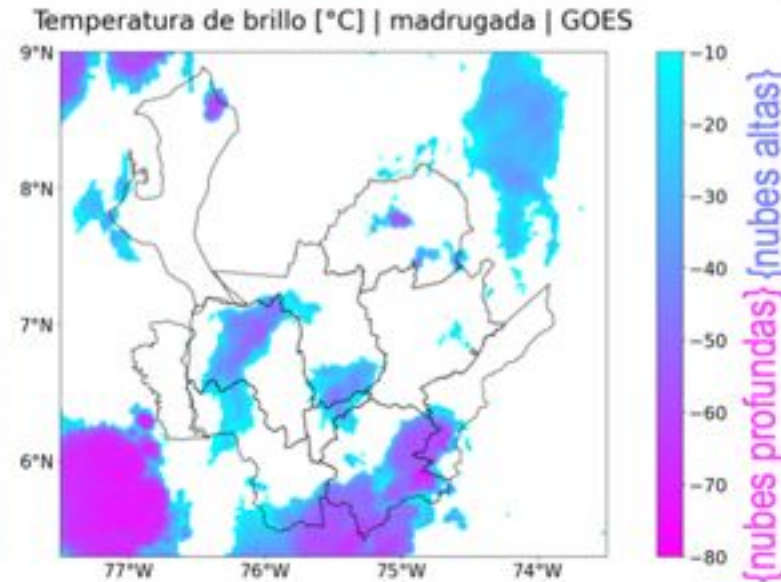 Temperatura de brillo [°C] | madrugada | GOES
9°N
8°N
7°N
6°N
77°W
76°W
75°W
74°W
−10
−20
−30
−40
−50
−60
−70
−80
{nubes altas}
{nubes profundas}